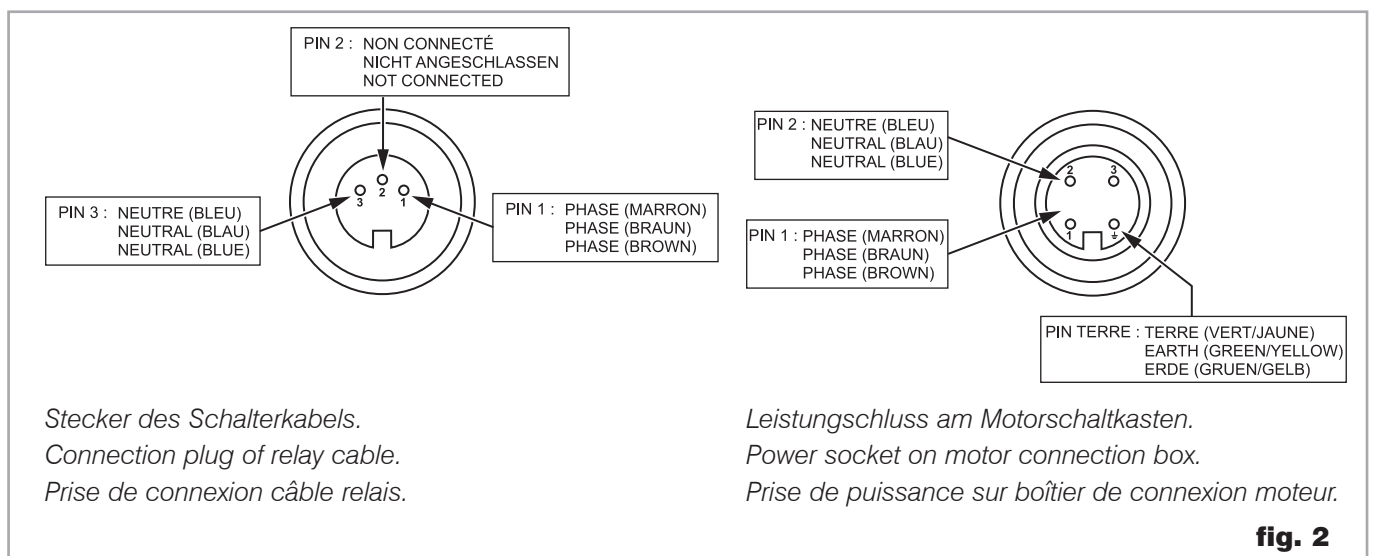 PIN 2 : NON CONNECTÉ
NICHT ANGESCHLASSEN
NOT CONNECTED
PIN 3 : NEUTRE (BLEU)
NEUTRAL (BLAU)
NEUTRAL (BLUE)
2
3
1
PIN 1 : PHASE (MARRON)
PHASE (BRAUN)
PHASE (BROWN)
Stecker des Schalterkabels.
Connection plug of relay cable.
Prise de connexion câble relais.
PIN 2 : NEUTRE (BLEU)
NEUTRAL (BLAU)
NEUTRAL (BLUE)
2 3
1
PIN 1 : PHASE (MARRON)
PHASE (BRAUN)
PHASE (BROWN)
PIN TERRE : TERRE (VERT/JAUNE)
EARTH (GREEN/YELLOW)
ERDE (GRUEN/GELB)
Leistungschluss am Motorschaltkasten.
Power socket on motor connection box.
Prise de puissance sur boîtier de connexion moteur.
fig. 2